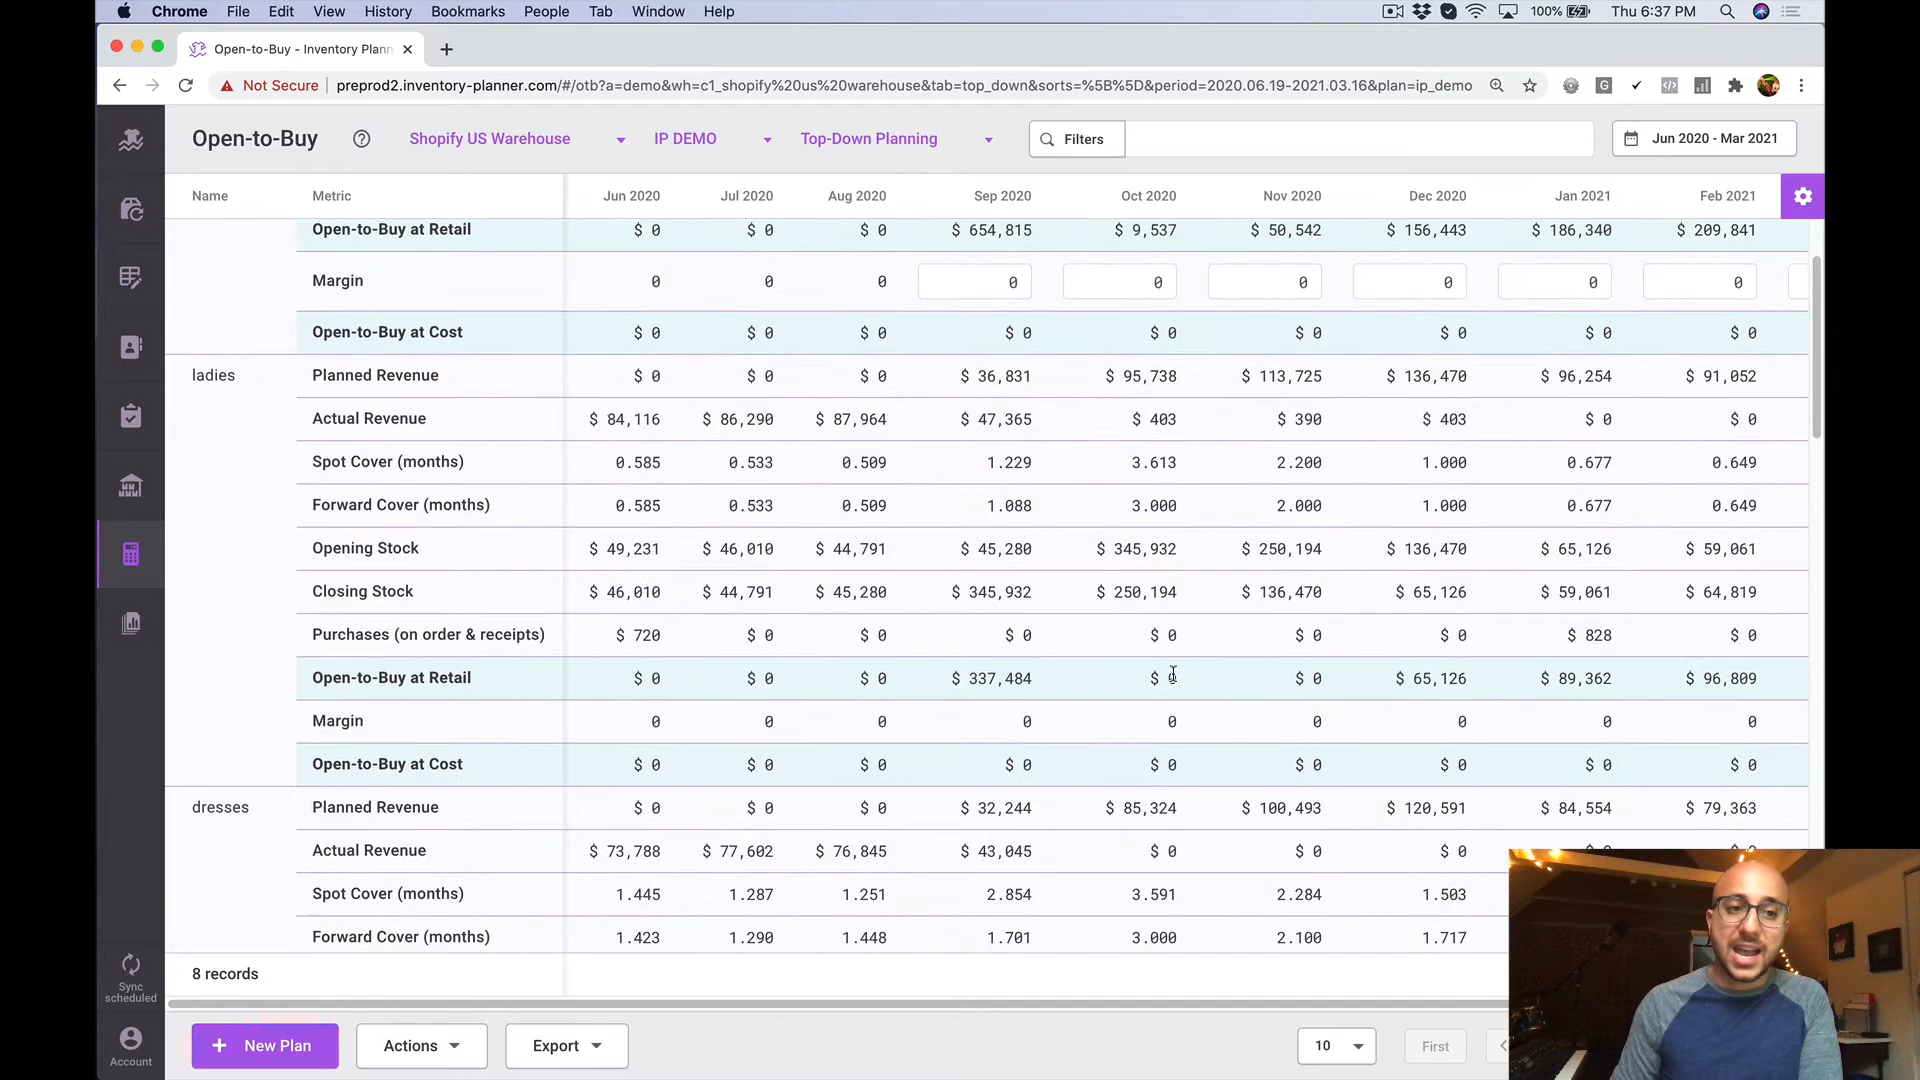 Chrome File Edit View History Bookmarks People Tab Window Help 100% Thu 6:37 PM
Open-to-Buy - Inventory Plann
Not Secure preprod2.inventory-planner.com/#/otb?a=demo&wh=c1_shopify%20us%20warehouse&tab=top_down&sorts=%5B%5D&period=2020.06.19-2021.03.16&plan=ip_demo
Open-to-Buy Shopify US Warehouse IP DEMO Top-Down Planning Filters Jun 2020 - Mar 2021
Name Metric Jun 2020 Jul 2020 Aug 2020 Sep 2020 Oct 2020 Nov 2020 Dec 2020 Jan 2021 Feb 2021
Open-to-Buy at Retail $ 0 $ 0 $ 0 $ 654,815 $ 9,537 $ 50,542 $ 156,443 $ 186,340 $ 209,841
Margin 0 0 0 0 0 0 0 0 0
Open-to-Buy at Cost $ 0 $ 0 $ 0 $ 0 $ 0 $ 0 $ 0 $ 0 $ 0
ladies Planned Revenue $ 0 $ 0 $ 0 $ 36,831 $ 95,738 $ 113,725 $ 136,470 $ 96,254 $ 91,052
Actual Revenue $ 84,116 $ 86,290 $ 87,964 $ 47,365 $ 403 $ 390 $ 403 $ 0 $ 0
Spot Cover (months) 0.585 0.533 0.509 1.229 3.613 2.200 1.000 0.677 0.649
Forward Cover (months) 0.585 0.533 0.509 1.088 3.000 2.000 1.000 0.677 0.649
Opening Stock $ 49,231 $ 46,010 $ 44,791 $ 45,280 $ 345,932 $ 250,194 $ 136,470 $ 65,126 $ 59,061
Closing Stock $ 46,010 $ 44,791 $ 45,280 $ 345,932 $ 250,194 $ 136,470 $ 65,126 $ 59,061 $ 64,819
Purchases (on order & receipts) $ 720 $ 0 $ 0 $ 0 $ 0 $ 0 $ 0 $ 828 $ 0
Open-to-Buy at Retail $ 0 $ 0 $ 0 $ 337,484 $ 0 $ 0 $ 65,126 $ 89,362 $ 96,809
Margin 0 0 0 0 0 0 0 0 0
Open-to-Buy at Cost $ 0 $ 0 $ 0 $ 0 $ 0 $ 0 $ 0 $ 0 $ 0
dresses Planned Revenue $ 0 $ 0 $ 0 $ 32,244 $ 85,324 $ 100,493 $ 120,591 $ 84,554 $ 79,363
Actual Revenue $ 73,788 $ 77,602 $ 76,845 $ 43,045 $ 0 $ 0 $ 0
Spot Cover (months) 1.445 1.287 1.251 2.854 3.591 2.284 1.503
Forward Cover (months) 1.423 1.290 1.448 1.701 3.000 2.100 1.717
8 records
Sync scheduled
+ New Plan Actions Export 10 First
Account